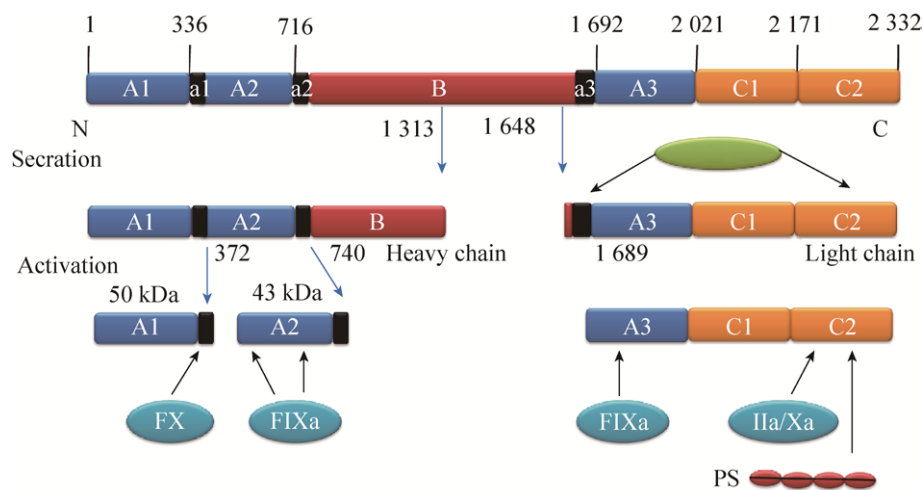 1 336 716 1 692 2 021 2 171 2 332
A1 a1 A2 a2 B a3 A3 C1 C2
N 1 313 1 648 C
Secration
A1 A2 B A3 C1 C2
372 740 Heavy chain 1 689 Light chain
Activation
50 kDa 43 kDa
A1 A2 A3 C1 C2
FX FIXa FIXa IIa/Xa
PS